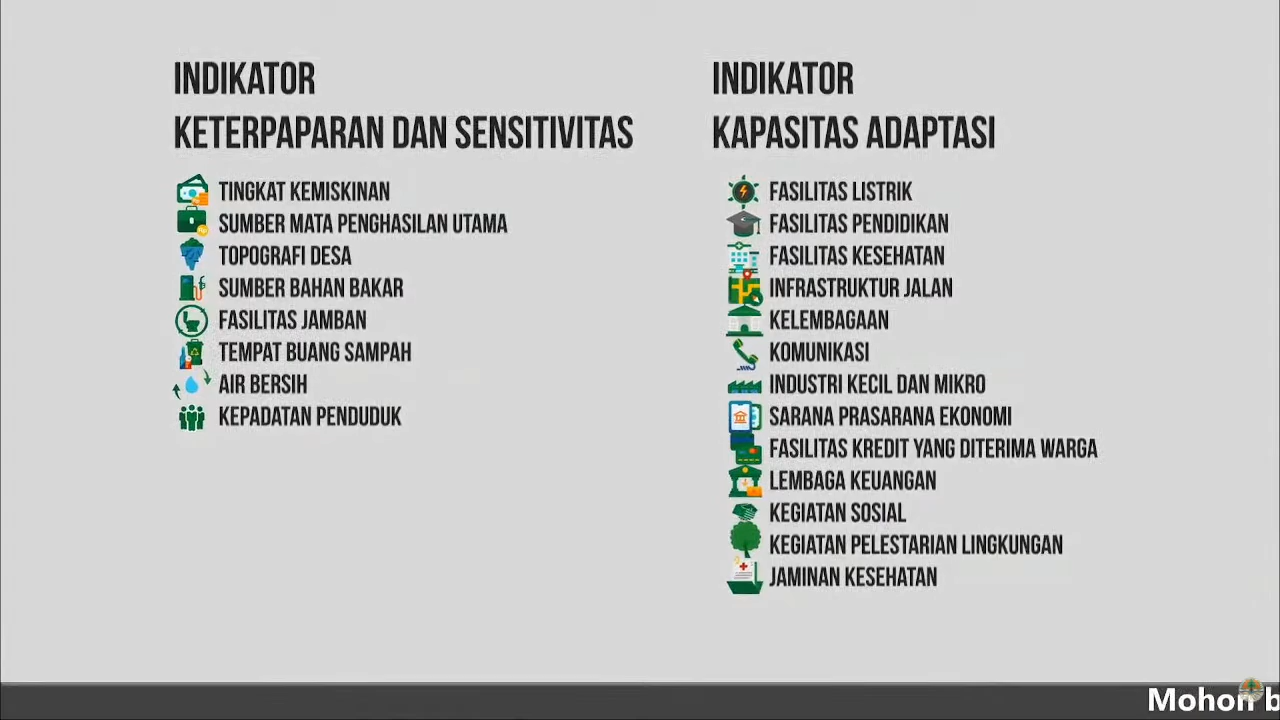 INDIKATOR
KETERPAPARAN DAN SENSITIVITAS
TINGKAT KEMISKINAN
SUMBER MATA PENGHASILAN UTAMA
TOPOGRAFI DESA
SUMBER BAHAN BAKAR
FASILITAS JAMBAN
TEMPAT BUANG SAMPAH
AIR BERSIH
KEPADATAN PENDUDUK
INDIKATOR
KAPASITAS ADAPTASI
FASILITAS LISTRIK
FASILITAS PENDIDIKAN
FASILITAS KESEHATAN
INFRASTRUKTUR JALAN
KELEMBAGAAN
KOMUNIKASI
INDUSTRI KECIL DAN MIKRO
SARANA PRASARANA EKONOMI
FASILITAS KREDIT YANG DITERIMA WARGA
LEMBAGA KEUANGAN
KEGIATAN SOSIAL
KEGIATAN PELESTARIAN LINGKUNGAN
JAMINAN KESEHATAN
Mohon